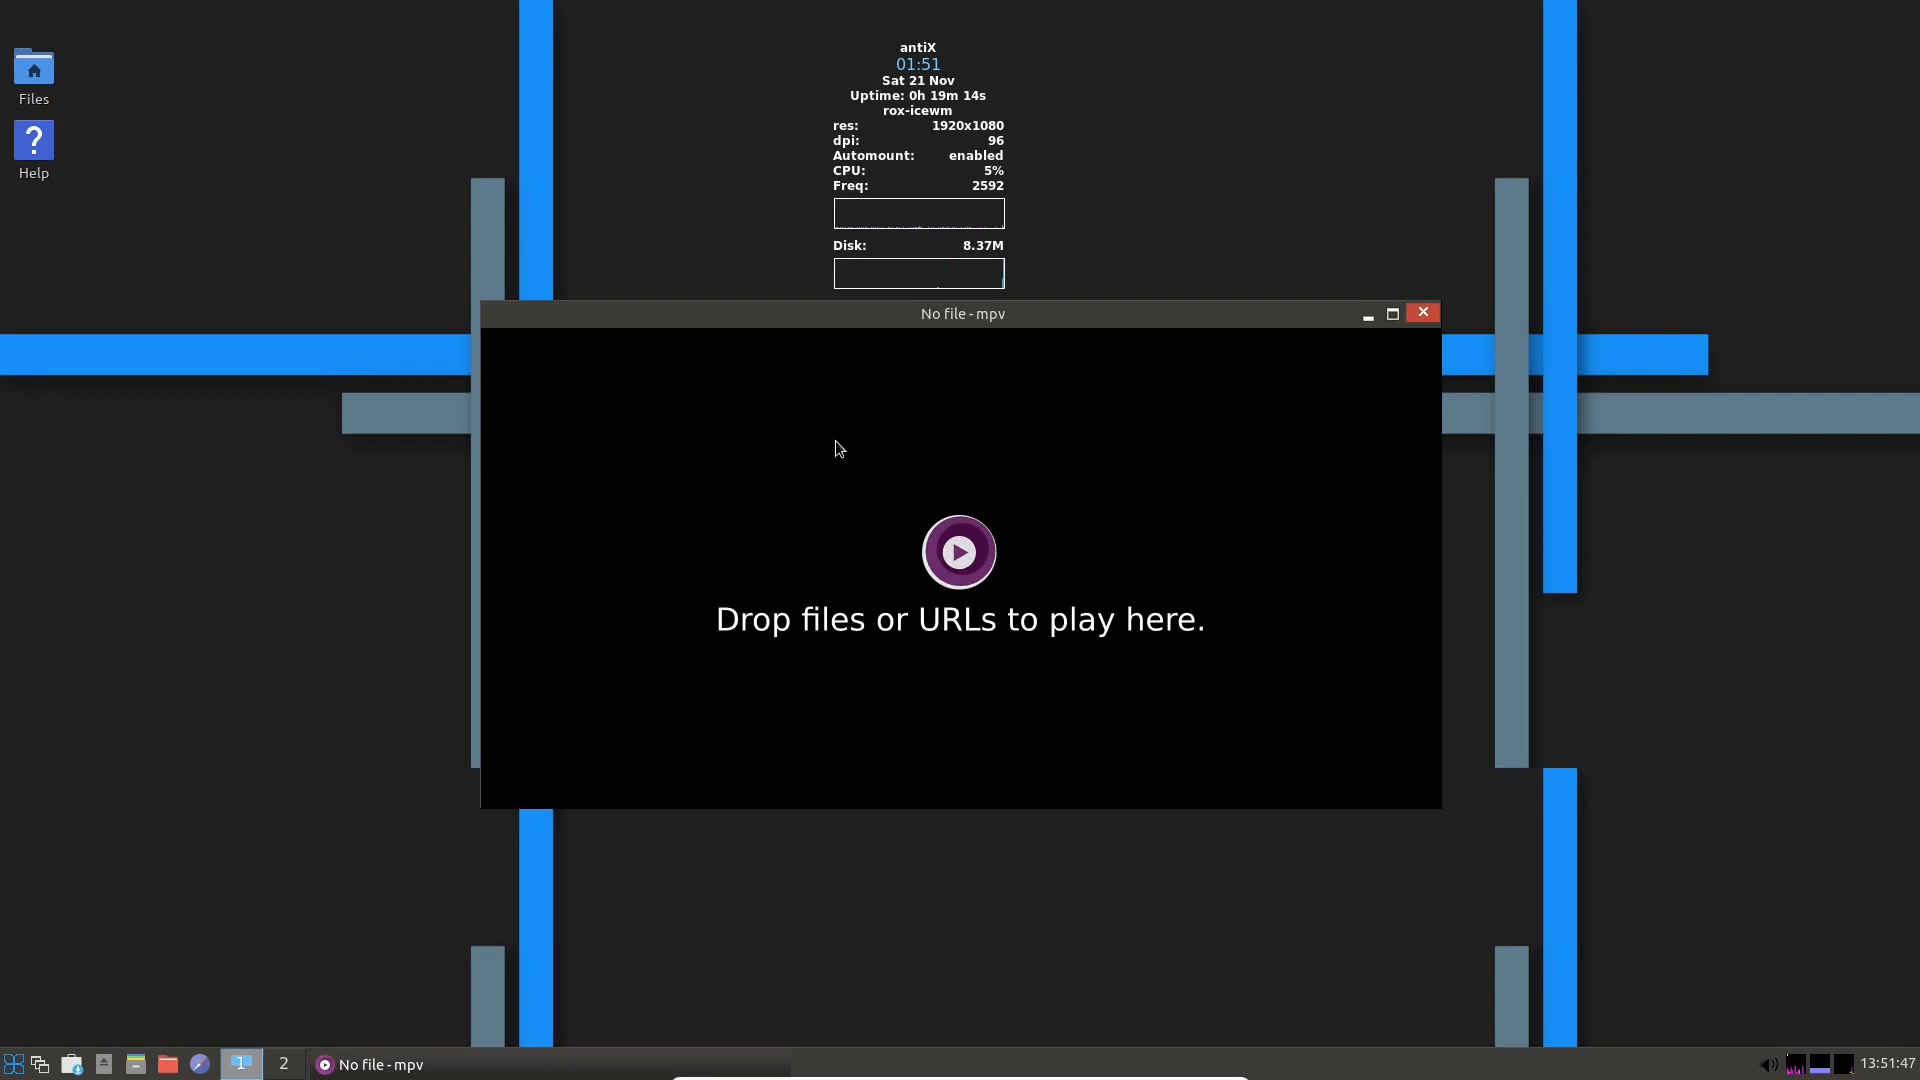 antiX
01:51
Sat 21 Nov
Uptime: 0h 19m 14s
rox-icewm
res: 1920x1080
dpi: 96
Automount: enabled
CPU: 5%
Freq: 2592
Disk: 8.37M
Files
?
Help
No file - mpv
Drop files or URLs to play here.
1
2
No file - mpv
13:51:47